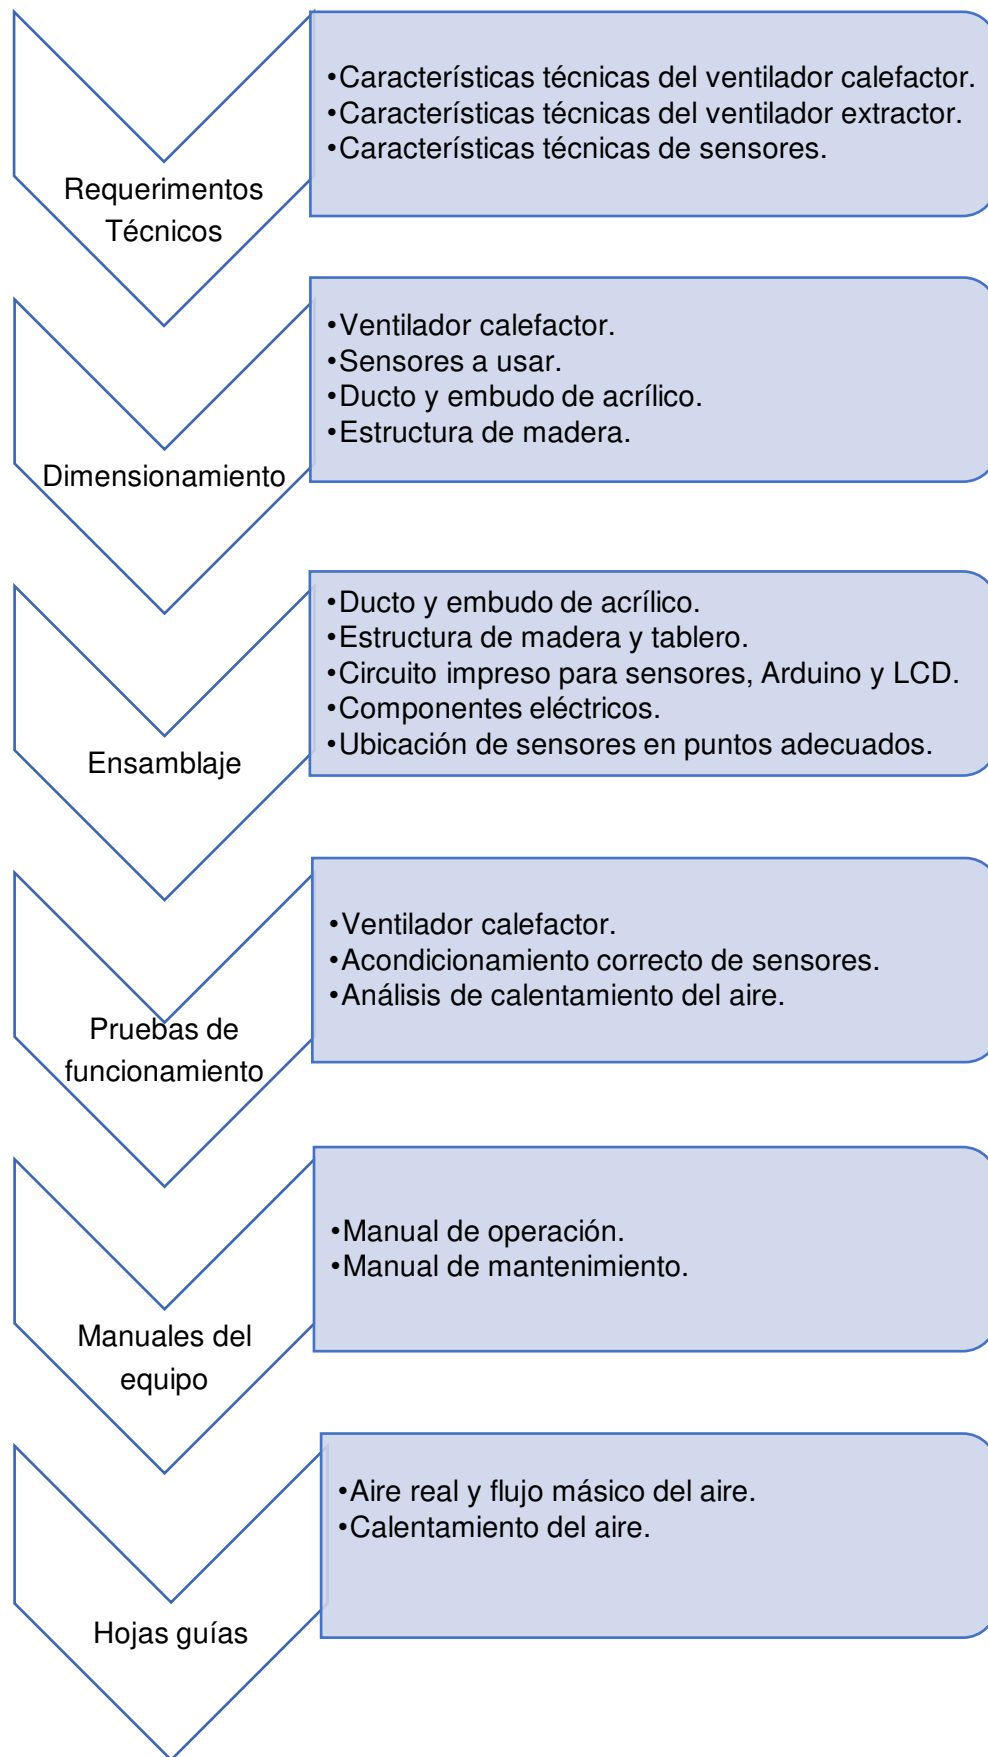 Requerimentos
Técnicos
•Características técnicas del ventilador calefactor.
•Características técnicas del ventilador extractor.
•Características técnicas de sensores.
Dimensionamiento
•Ventilador calefactor.
•Sensores a usar.
•Ducto y embudo de acrílico.
•Estructura de madera.
Ensamblaje
•Ducto y embudo de acrílico.
•Estructura de madera y tablero.
•Circuito impreso para sensores, Arduino y LCD.
•Componentes eléctricos.
•Ubicación de sensores en puntos adecuados.
Pruebas de
funcionamiento
•Ventilador calefactor.
•Acondicionamiento correcto de sensores.
•Análisis de calentamiento del aire.
Manuales del
equipo
•Manual de operación.
•Manual de mantenimiento.
Hojas guías
•Aire real y flujo másico del aire.
•Calentamiento del aire.